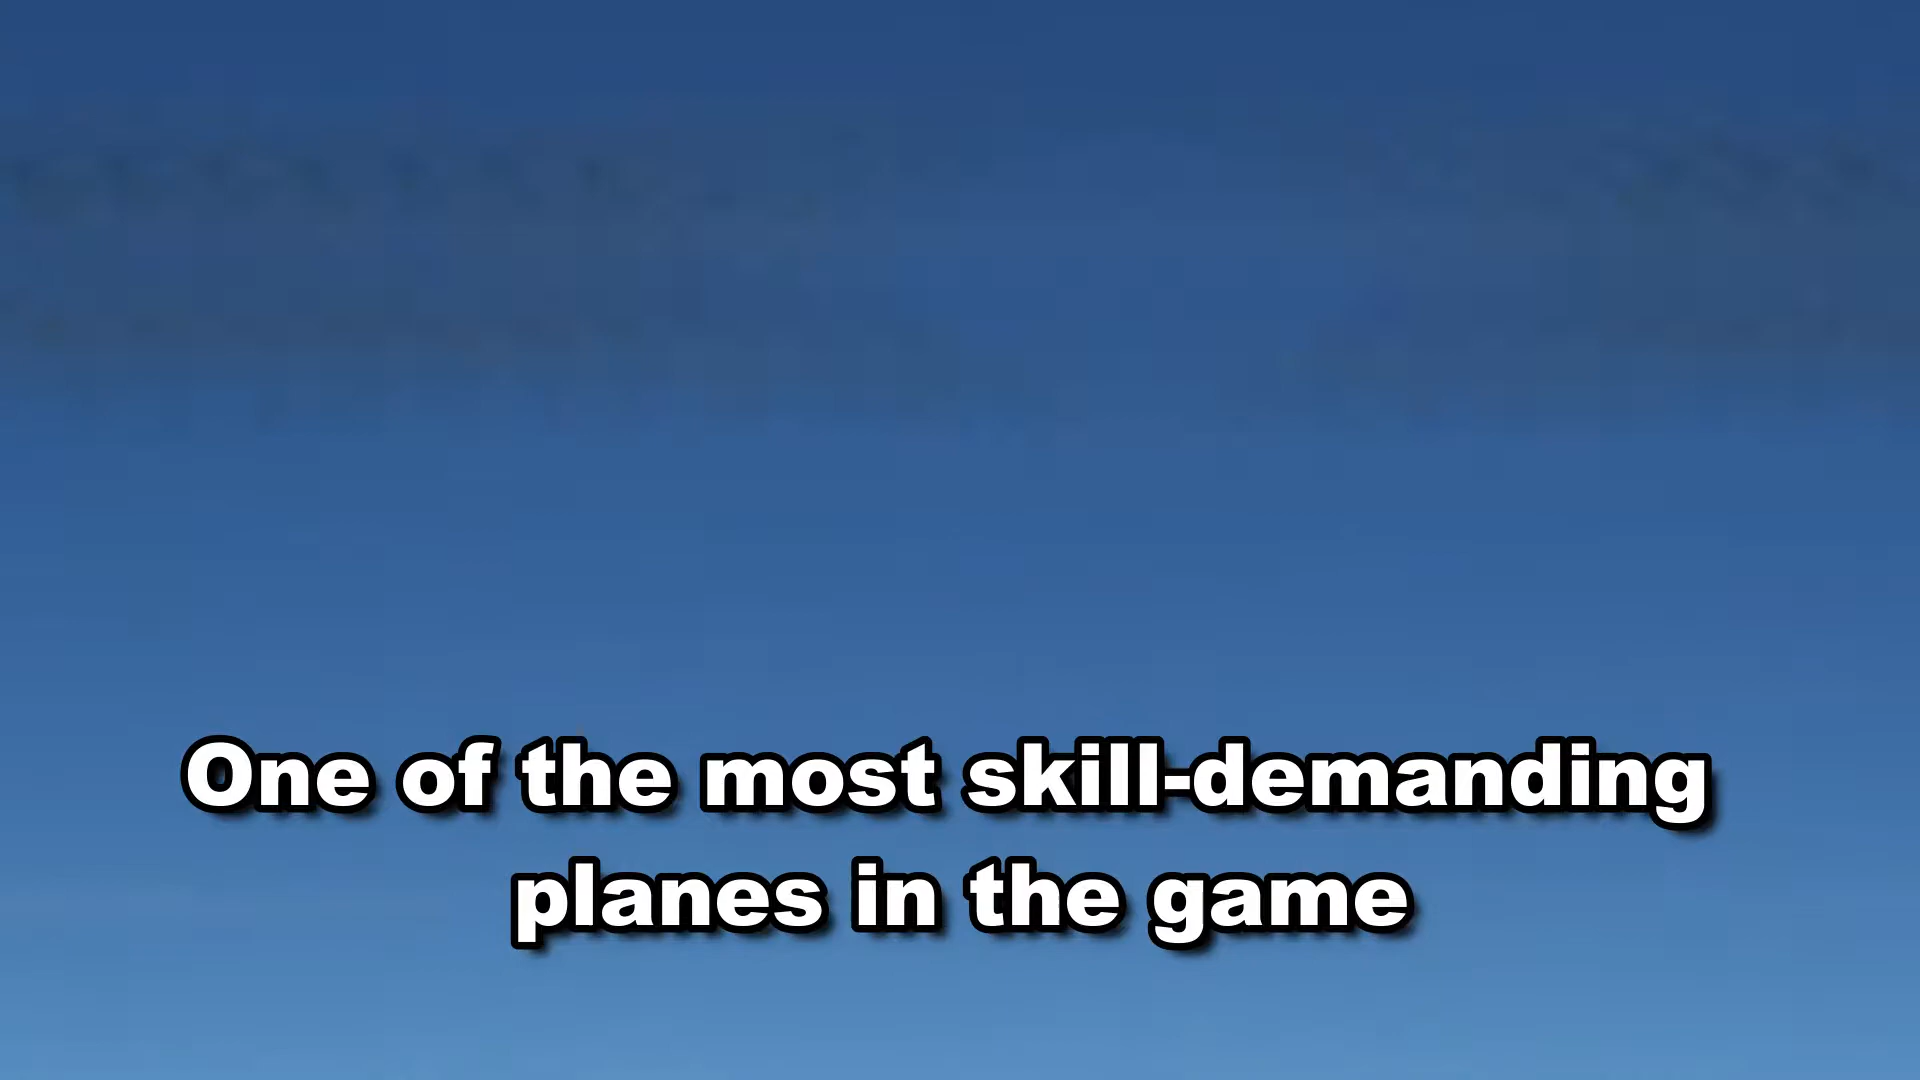 One of the most skill-demanding
planes in the game